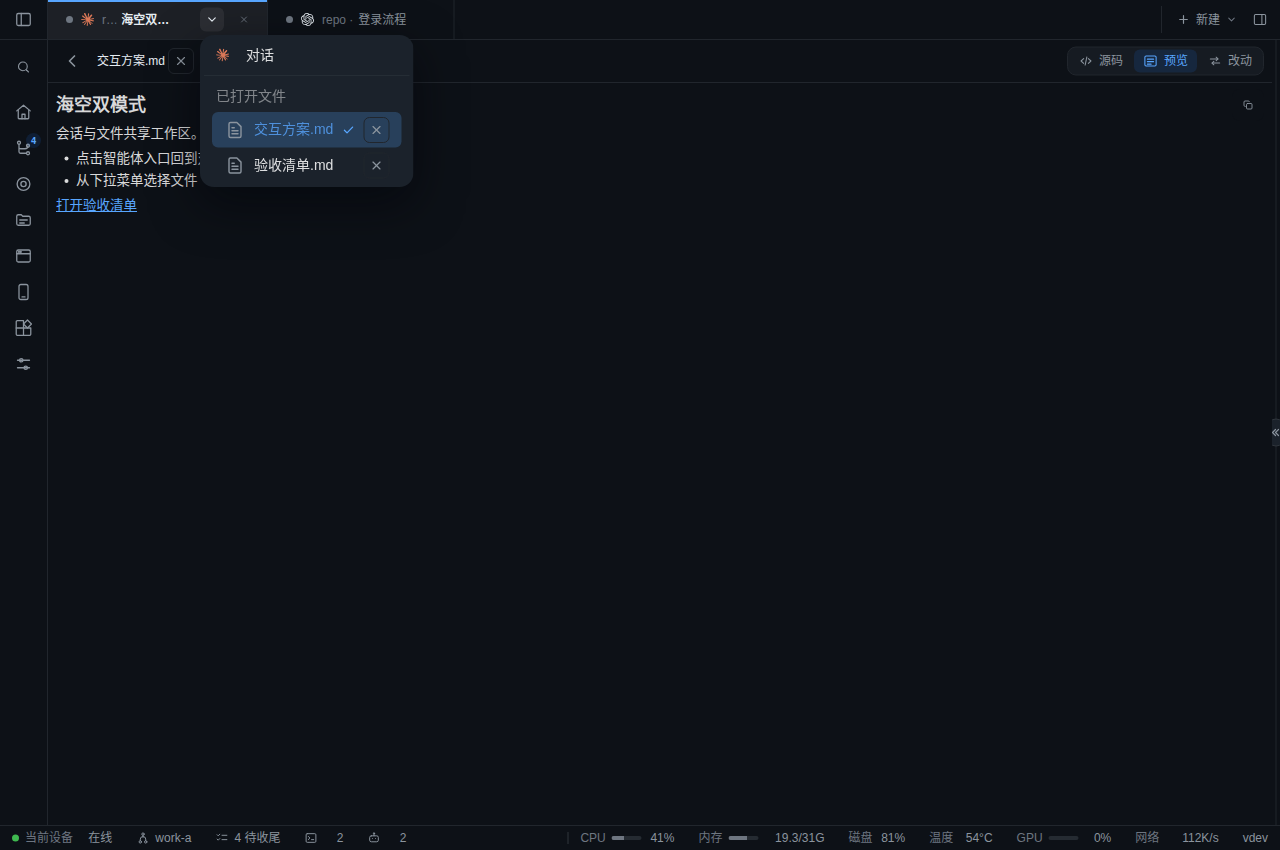 r… 海空双…
repo · 登录流程
新建
交互方案.md
源码 预览 改动
对话
已打开文件
交互方案.md
验收清单.md
海空双模式
会话与文件共享工作区。
• 点击智能体入口回到
• 从下拉菜单选择文件
打开验收清单
4
当前设备 在线 work-a 4 待收尾 2 2 CPU 41% 内存 19.3/31G 磁盘 81% 温度 54°C GPU 0% 网络 112K/s vdev